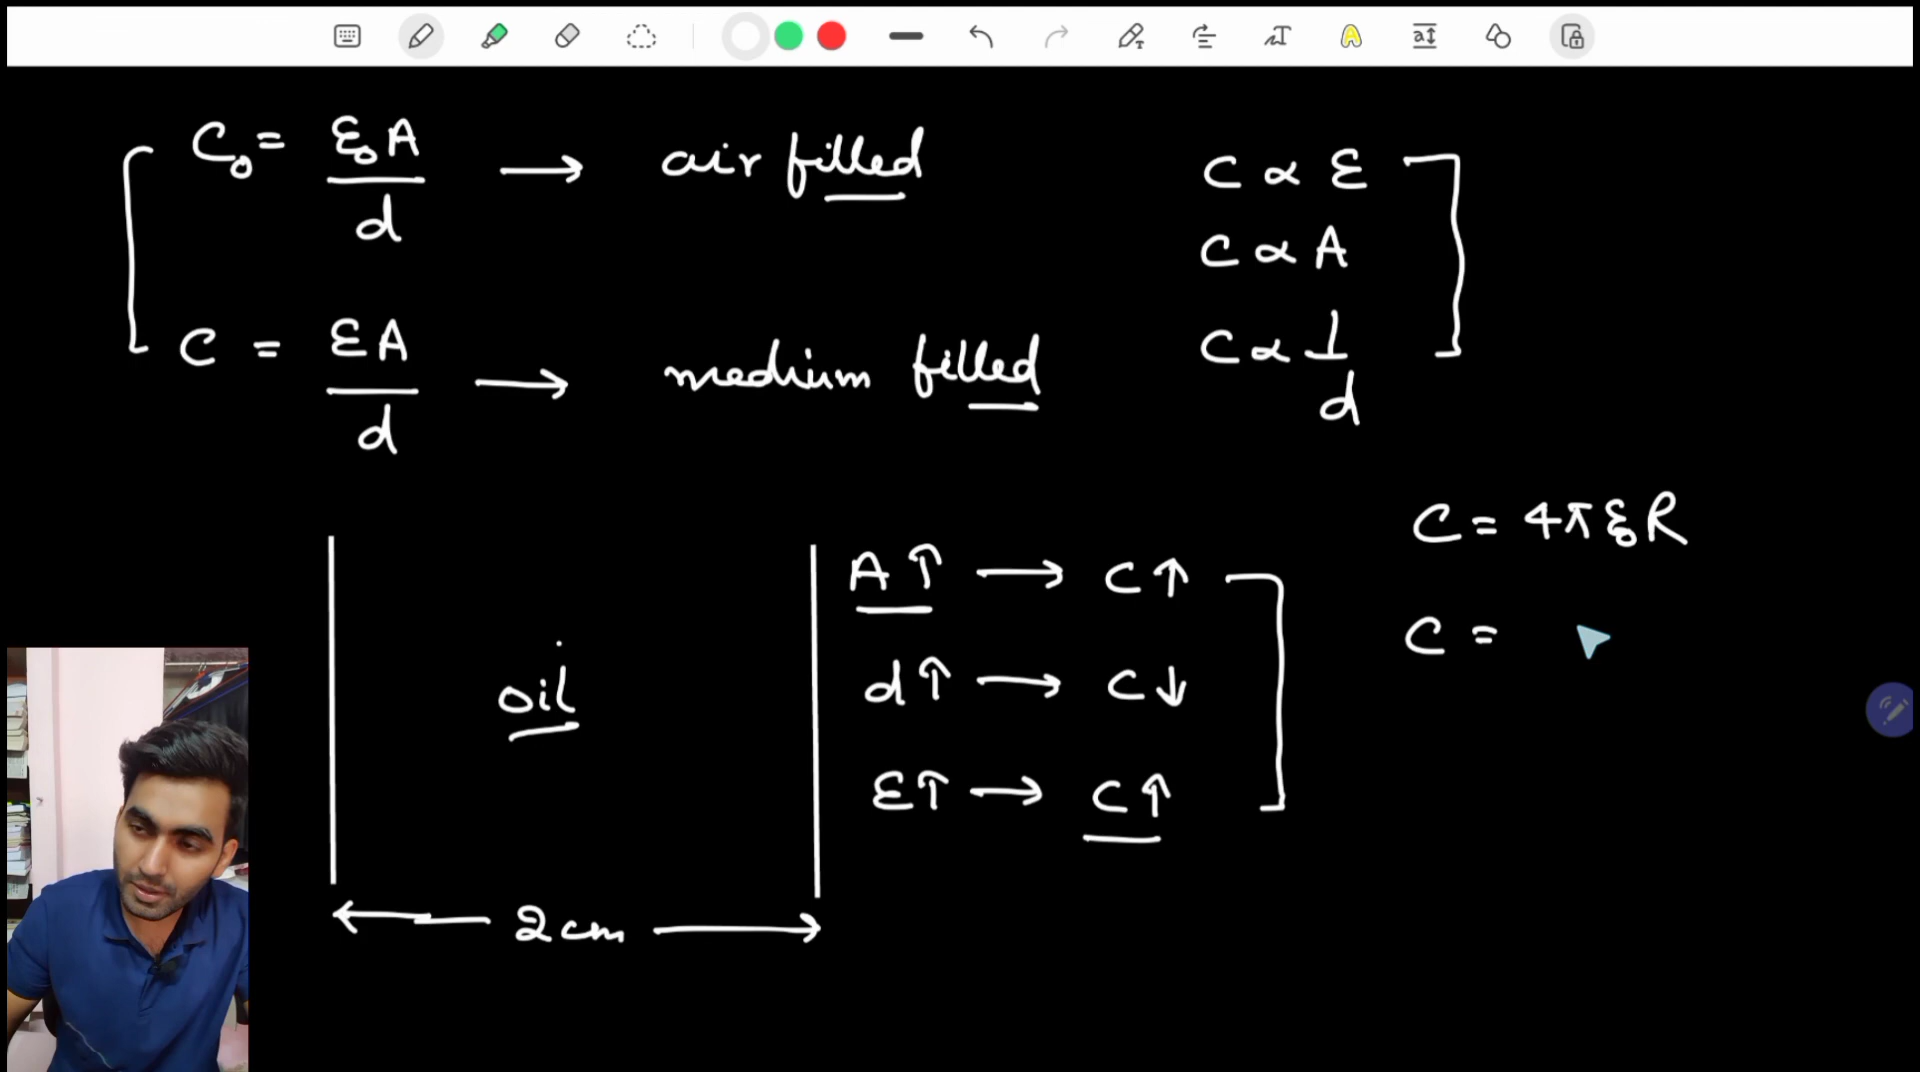 C₀ = ε₀A/d → air filled
C = εA/d → medium filled
C ∝ ε
C ∝ A
C ∝ 1/d
oil
2cm
A↑ → C↑
d↑ → C↓
ε↑ → C↑
C = 4πε₀R
C =